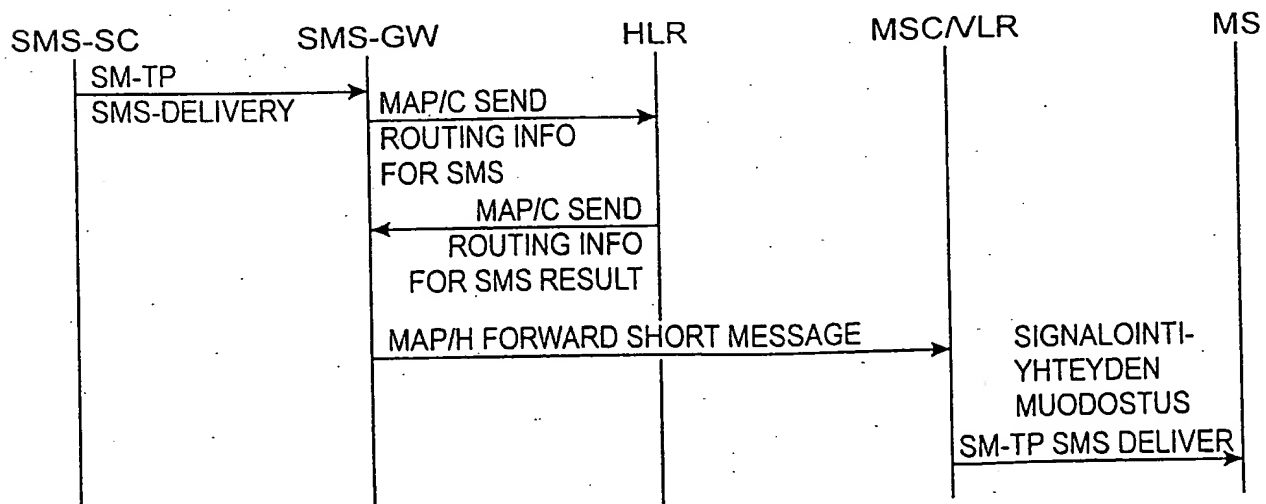 SMS-SC
SMS-GW
HLR
MSC/VLR
MS
SM-TP
SMS-DELIVERY
MAP/C SEND
ROUTING INFO
FOR SMS
MAP/C SEND
ROUTING INFO
FOR SMS RESULT
MAP/H FORWARD SHORT MESSAGE
SIGNALOINTI-
YHTEYDEN
MUODOSTUS
SM-TP SMS DELIVER